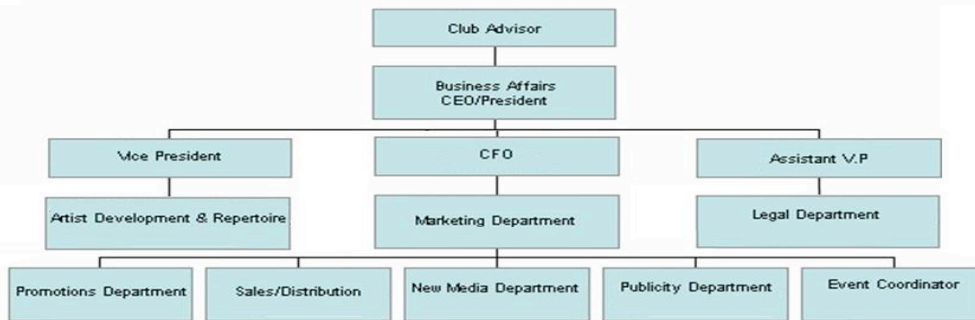 Club Advisor
Business Affairs
CEO/President
Vice President
CFO
Assistant V.P
Artist Development & Repertoire
Marketing Department
Legal Department
Promotions Department
Sales/Distribution
New Media Department
Publicity Department
Event Coordinator